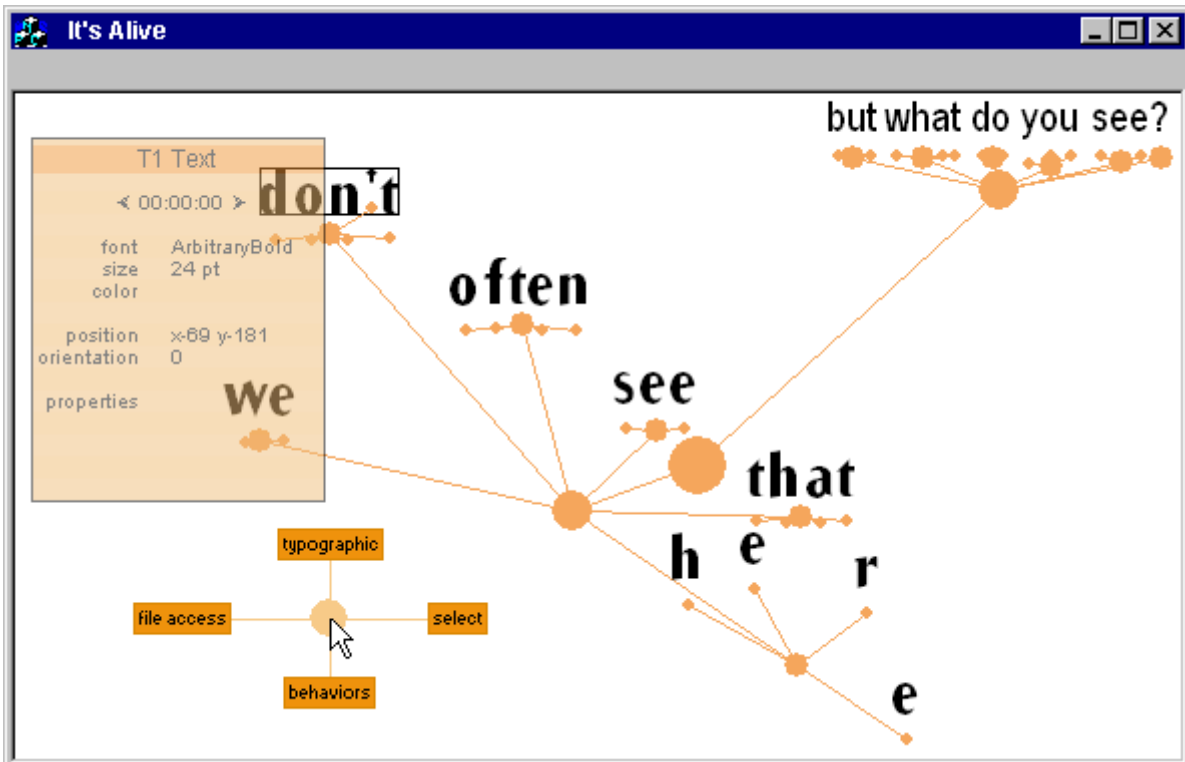 It's Alive
but what do you see?
T1 Text
don't
< 00:00:00 >
font ArbitraryBold
size 24 pt
color
often
position x-69 y-181
orientation 0
see
properties
we
that
h e r e
typographic
file access
select
behaviors